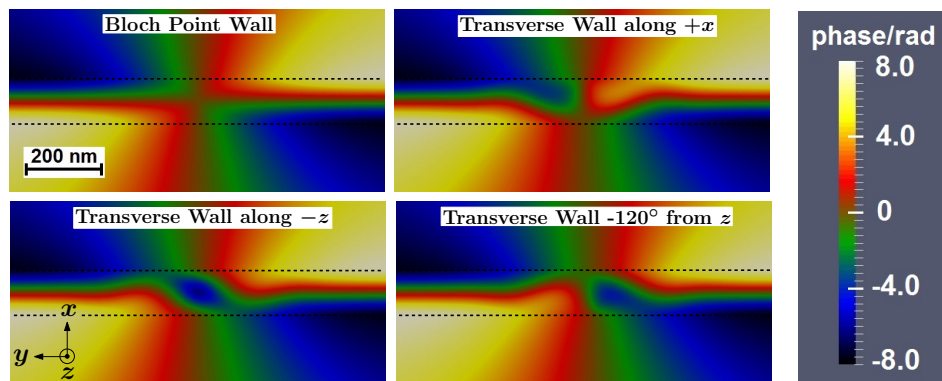 Bloch Point Wall
Transverse Wall along +x
200 nm
Transverse Wall along −z
Transverse Wall -120° from z
x
y
z
phase/rad
8.0
4.0
0
-4.0
-8.0